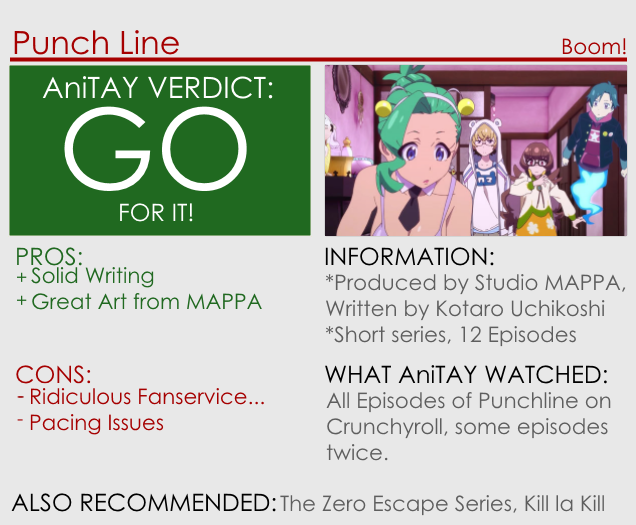 Punch Line
Boom!
AniTAY VERDICT:
GO
FOR IT!
PROS:
+ Solid Writing
+ Great Art from MAPPA
INFORMATION:
*Produced by Studio MAPPA,
Written by Kotaro Uchikoshi
*Short series, 12 Episodes
CONS:
- Ridiculous Fanservice...
- Pacing Issues
WHAT AniTAY WATCHED:
All Episodes of Punchline on
Crunchyroll, some episodes
twice.
ALSO RECOMMENDED: The Zero Escape Series, Kill la Kill